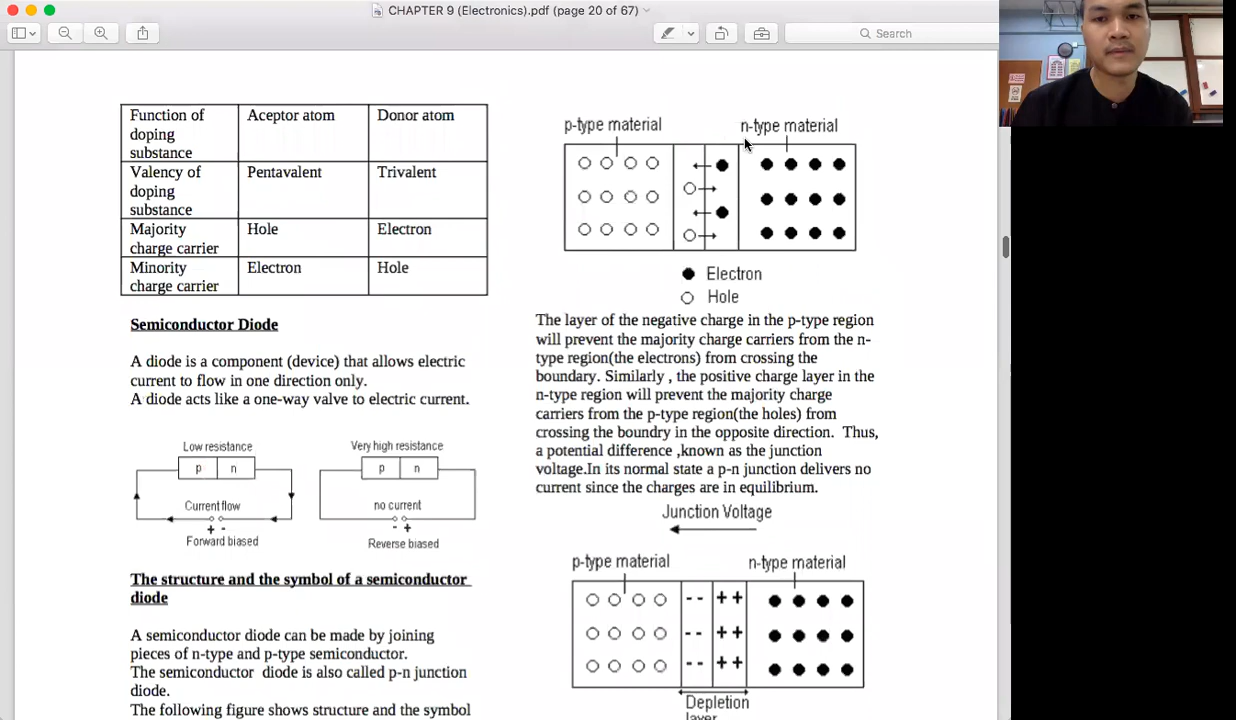 CHAPTER 9 (Electronics).pdf (page 20 of 67)
Search
Function of doping substance Aceptor atom Donor atom
Valency of doping substance Pentavalent Trivalent
Majority charge carrier Hole Electron
Minority charge carrier Electron Hole
Semiconductor Diode
A diode is a component (device) that allows electric
current to flow in one direction only.
A diode acts like a one-way valve to electric current.
Low resistance
p n
Current flow
+ -
Forward biased
Very high resistance
p n
no current
- +
Reverse biased
The structure and the symbol of a semiconductor
diode
A semiconductor diode can be made by joining
pieces of n-type and p-type semiconductor.
The semiconductor diode is also called p-n junction
diode.
The following figure shows structure and the symbol
p-type material n-type material
Electron
Hole
The layer of the negative charge in the p-type region
will prevent the majority charge carriers from the n-
type region(the electrons) from crossing the
boundary. Similarly , the positive charge layer in the
n-type region will prevent the majority charge
carriers from the p-type region(the holes) from
crossing the boundry in the opposite direction. Thus,
a potential difference ,known as the junction
voltage.In its normal state a p-n junction delivers no
current since the charges are in equilibrium.
Junction Voltage
p-type material n-type material
- - + +
- - + +
- - + +
Depletion
layer